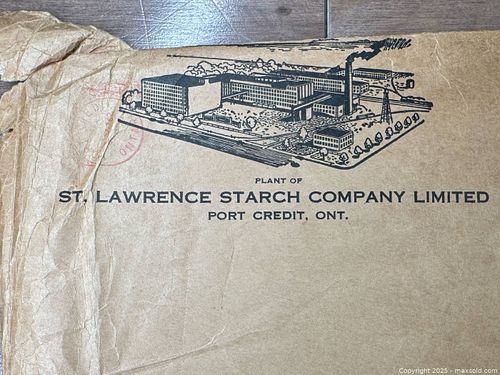 PLANT OF
ST. LAWRENCE STARCH COMPANY LIMITED
PORT CREDIT, ONT.
Copyright 2025 - maxsold.com